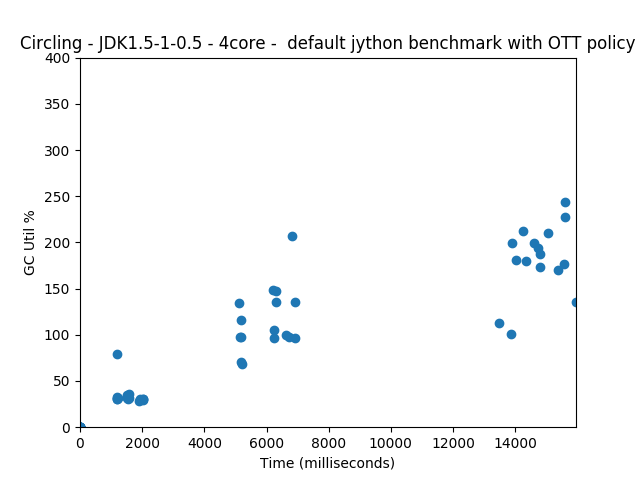 Circling - JDK1.5-1-0.5 - 4core -  default jython benchmark with OTT policy
400
350
300
250
200
150
100
50
0
GC Util %
0 2000 4000 6000 8000 10000 12000 14000
Time (milliseconds)